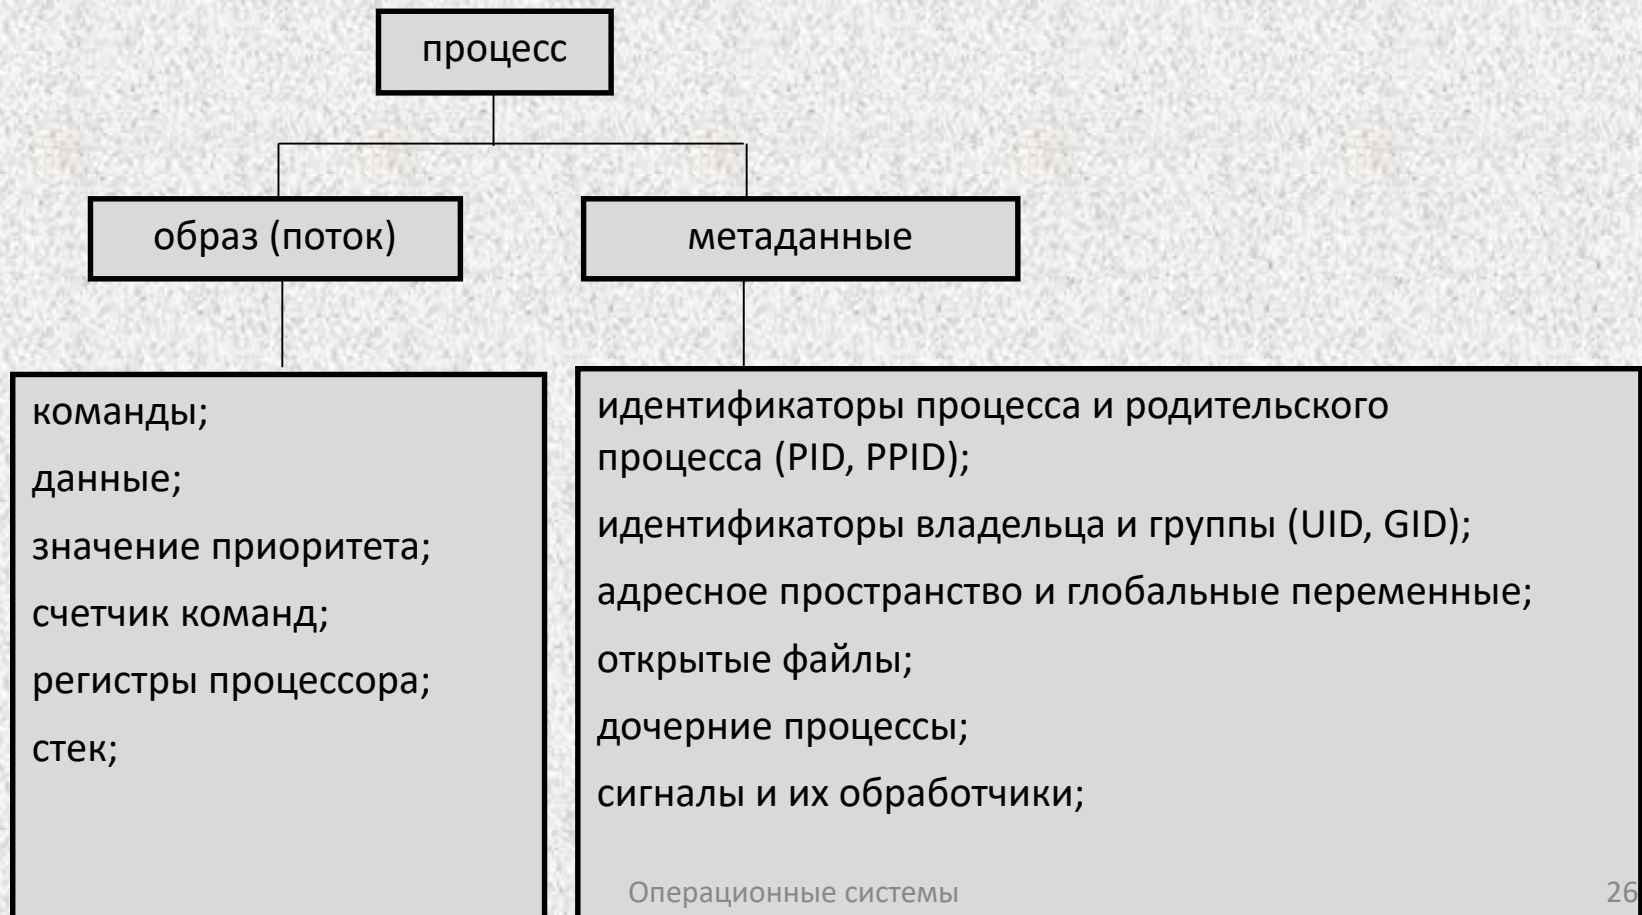 процесс
образ (поток)
метаданные
команды;
данные;
значение приоритета;
счетчик команд;
регистры процессора;
стек;
идентификаторы процесса и родительского
процесса (PID, PPID);
идентификаторы владельца и группы (UID, GID);
адресное пространство и глобальные переменные;
открытые файлы;
дочерние процессы;
сигналы и их обработчики;
Операционные системы
26